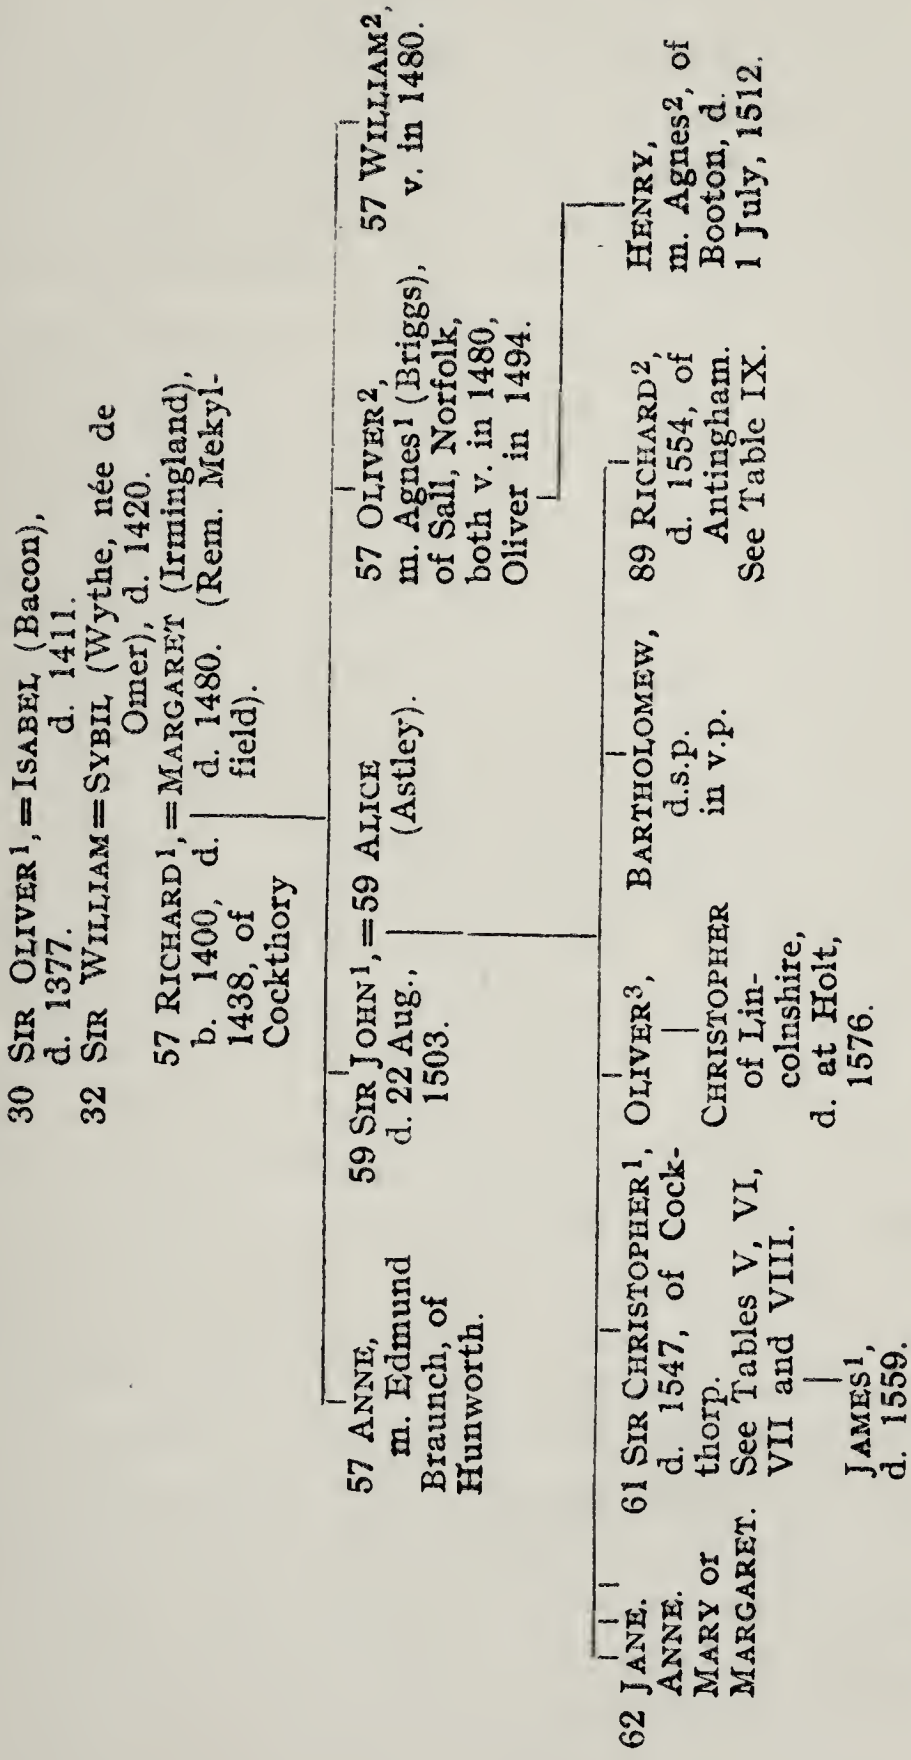 30 SIR OLIVER¹,=ISABEL (Bacon),
d. 1377. d. 1411.
32 SIR WILLIAM=SYBIL (Wythe, née de
Omer), d. 1420.
57 RICHARD¹,=MARGARET (Irmingland),
b. 1400, d. d. 1480. (Rem. Mekyl-
1438, of field).
Cockthory
57 ANNE,
m. Edmund
Braunch, of
Hunworth.
59 SIR JOHN¹,=59 ALICE
d. 22 Aug., (Astley).
1503.
57 OLIVER²,
m. Agnes¹ (Briggs),
of Sall, Norfolk,
both v. in 1480,
Oliver in 1494.
57 WILLIAM²,
v. in 1480.
62 JANE.
ANNE.
MARY or
MARGARET.
61 SIR CHRISTOPHER¹,
d. 1547, of Cock-
thorp.
See Tables V, VI,
VII and VIII.
JAMES¹,
d. 1559.
OLIVER³,
CHRISTOPHER
of Lin-
colnshire,
d. at Holt,
1576.
BARTHOLOMEW,
d.s.p.
in v.p.
89 RICHARD²,
d. 1554, of
Antingham.
See Table IX.
HENRY,
m. Agnes², of
Booton, d.
1 July, 1512.